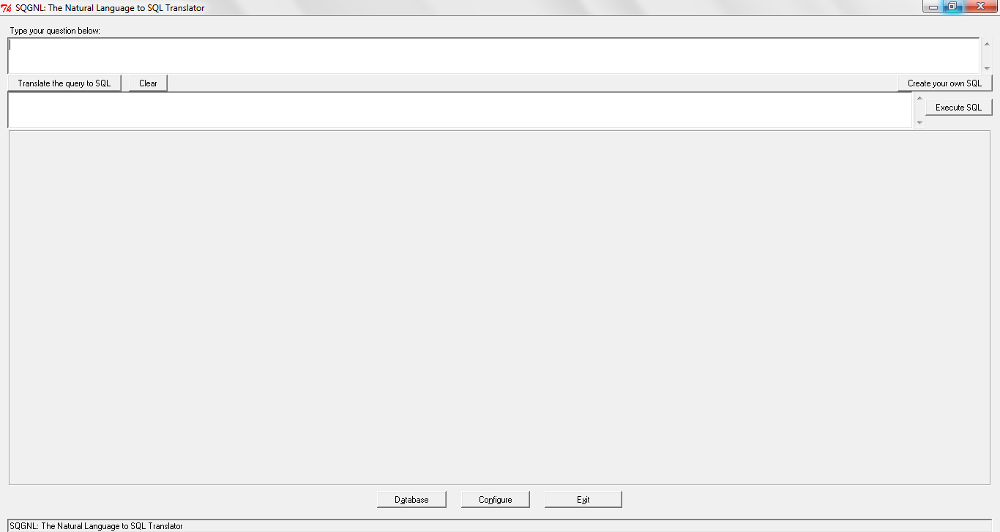 SQGNL: The Natural Language to SQL Translator
Type your question below:
Translate the query to SQL
Clear
Create your own SQL
Execute SQL
Database
Configure
Exit
SQGNL: The Natural Language to SQL Translator